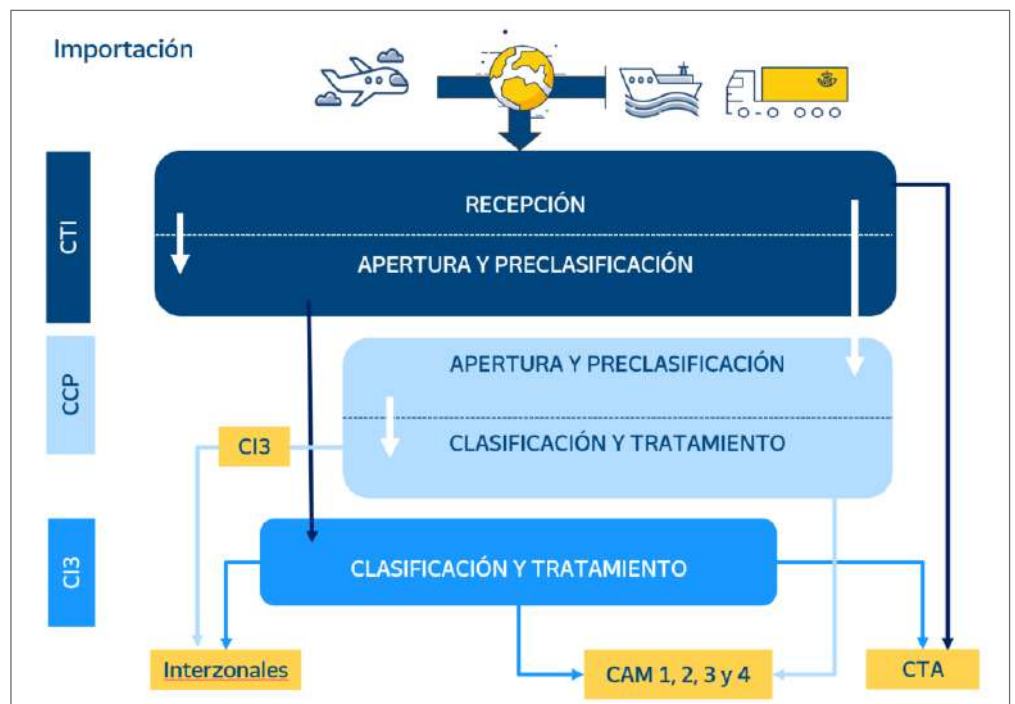 Importación
CTI
RECEPCIÓN
APERTURA Y PRECLASIFICACIÓN
CCP
APERTURA Y PRECLASIFICACIÓN
CLASIFICACIÓN Y TRATAMIENTO
CI3
CI3
CLASIFICACIÓN Y TRATAMIENTO
Interzonales
CAM 1, 2, 3 y 4
CTA